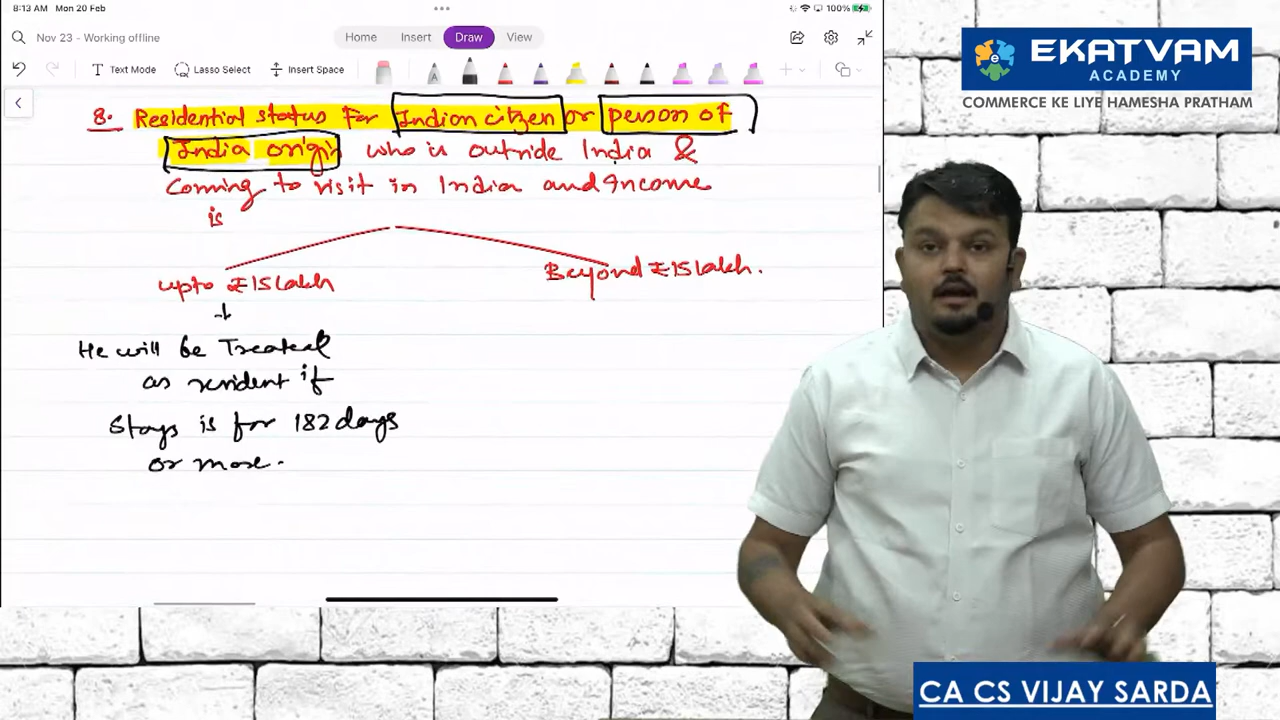 8:13 AM Mon 20 Feb
100%
Nov 23 - Working offline
Home Insert Draw View
Text Mode Lasso Select Insert Space
8. Residential status for Indian citizen or person of
India origin who is outride India &
Coming to visit in India and Income
is
upto ₹15 lakh
Beyond ₹15 lakh.
He will be Treated
as resident if
Stays is for 182 days
or more.
EKATVAM
ACADEMY
COMMERCE KE LIYE HAMESHA PRATHAM
CA CS VIJAY SARDA